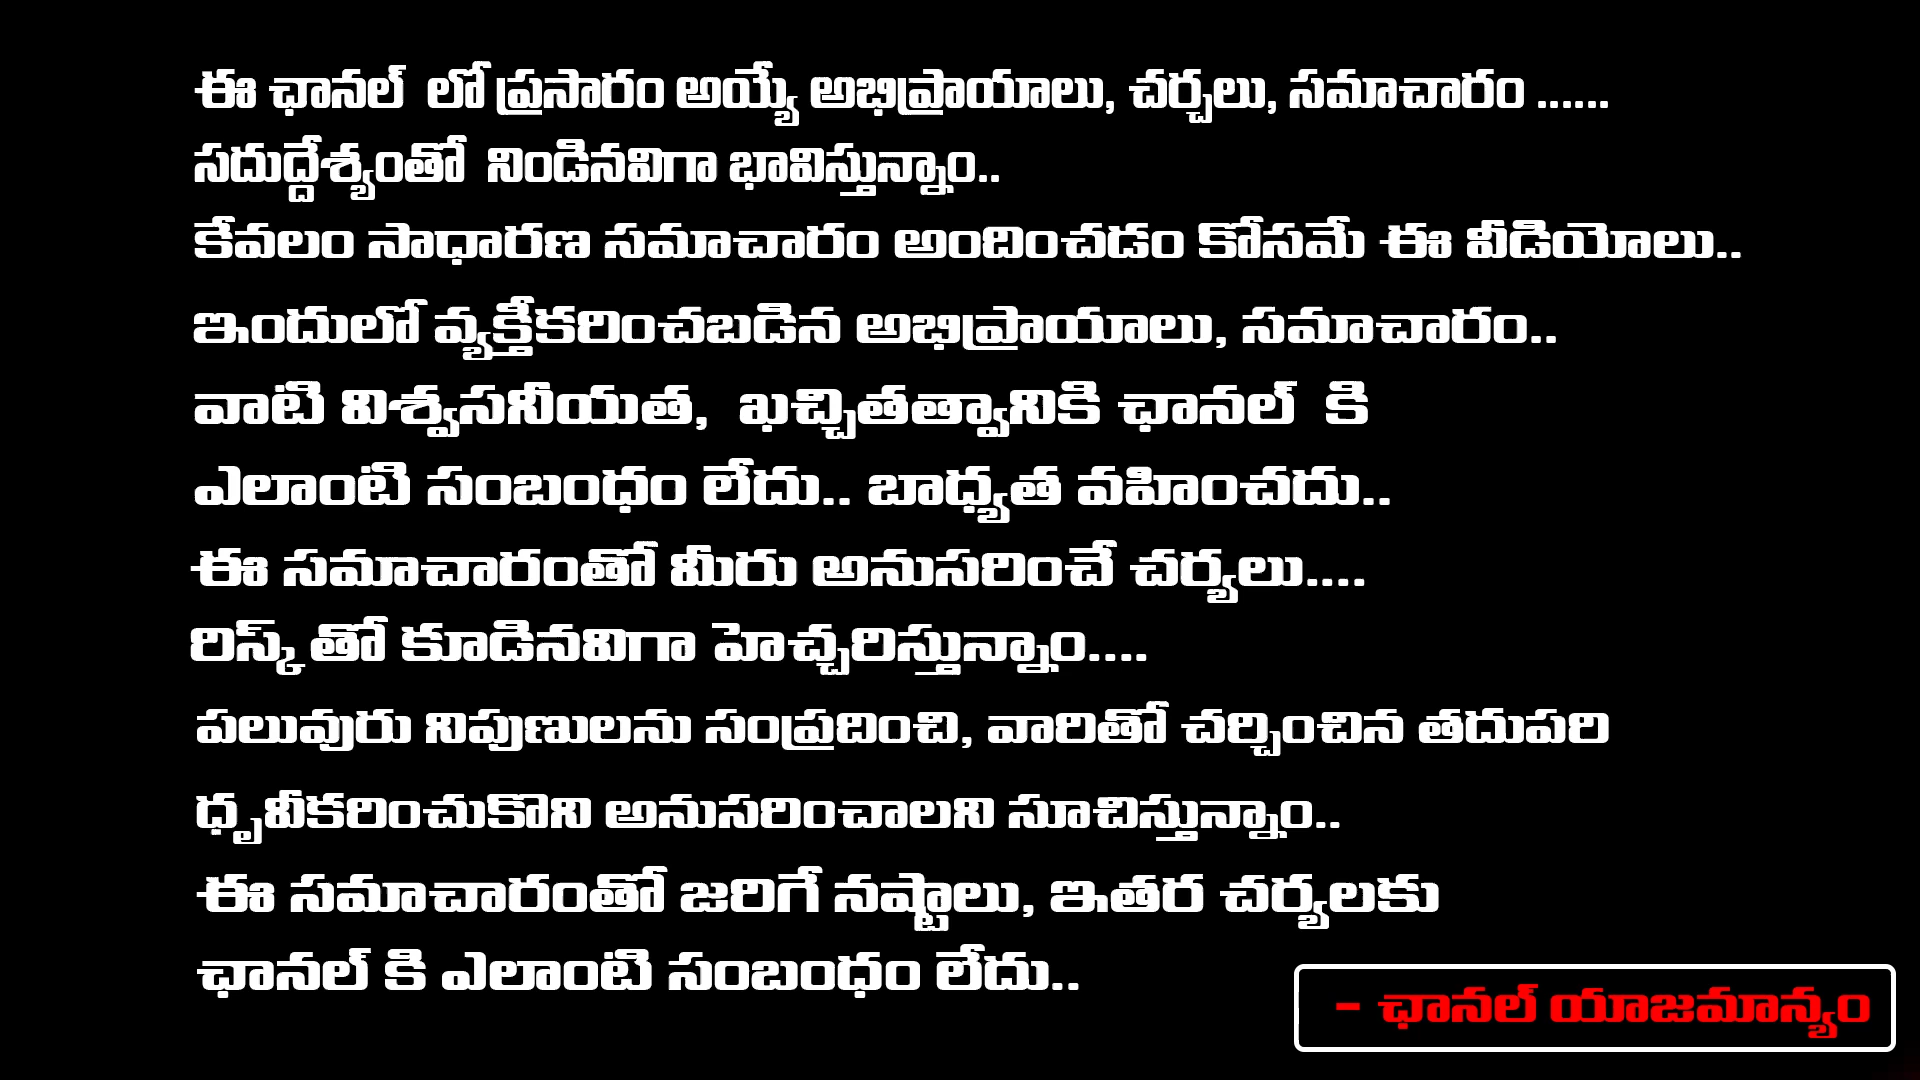 ఈ ఛానల్ లో ప్రసారం అయ్యే అభిప్రాయాలు, చర్చలు, సమాచారం ......
సదుద్దేశ్యంతో నిండినవిగా భావిస్తున్నాం..
కేవలం సాధారణ సమాచారం అందించడం కోసమే ఈ వీడియోలు..
ఇందులో వ్యక్తీకరించబడిన అభిప్రాయాలు, సమాచారం..
వాటి విశ్వసనీయత, ఖచ్చితత్వానికి ఛానల్ కి
ఎలాంటి సంబంధం లేదు.. బాధ్యత వహించదు..
ఈ సమాచారంతో మీరు అనుసరించే చర్యలు....
రిస్క్ తో కూడినవిగా హెచ్చరిస్తున్నాం....
పలువురు నిపుణులను సంప్రదించి, వారితో చర్చించిన తదుపరి
ధృవీకరించుకొని అనుసరించాలని సూచిస్తున్నాం..
ఈ సమాచారంతో జరిగే నష్టాలు, ఇతర చర్యలకు
ఛానల్ కి ఎలాంటి సంబంధం లేదు..
- ఛానల్ యాజమాన్యం